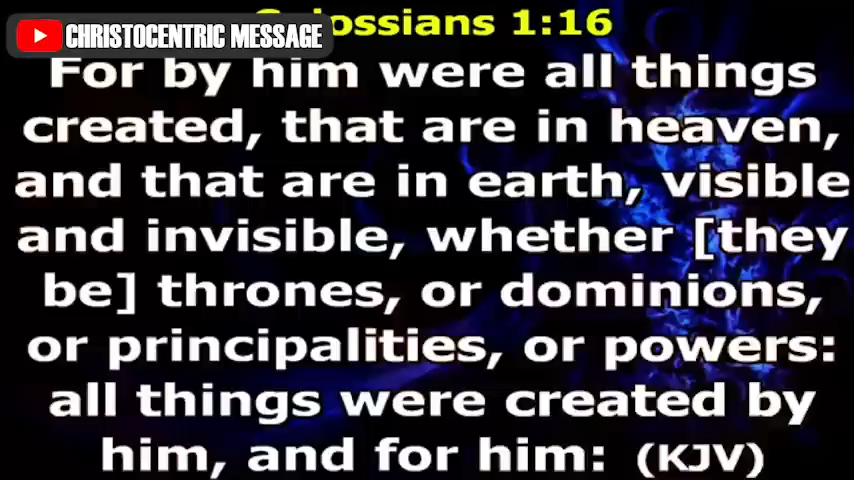 CHRISTOCENTRIC MESSAGE
1:16
For by him were all things
created, that are in heaven,
and that are in earth, visible
and invisible, whether [they
be] thrones, or dominions,
or principalities, or powers:
all things were created by
him, and for him: (KJV)